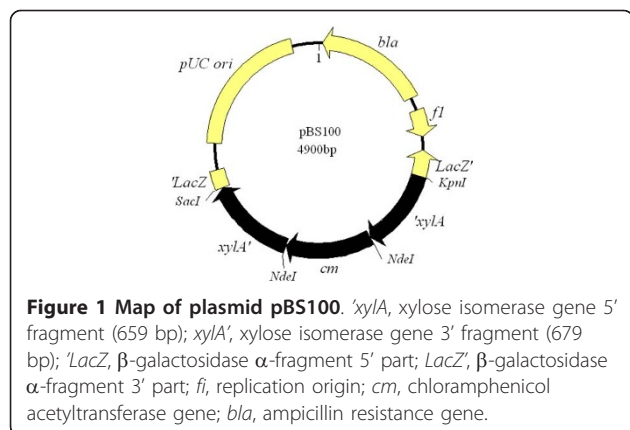 bla
1
pUC ori
f1
pBS100
4900bp
LacZ'
'LacZ
KpnI
SacI
'xylA
xylA'
NdeI
cm
NdeI
Figure 1 Map of plasmid pBS100. 'xylA, xylose isomerase gene 5'
fragment (659 bp); xylA', xylose isomerase gene 3' fragment (679
bp); 'LacZ, β-galactosidase α-fragment 5' part; LacZ', β-galactosidase
α-fragment 3' part; fi, replication origin; cm, chloramphenicol
acetyltransferase gene; bla, ampicillin resistance gene.